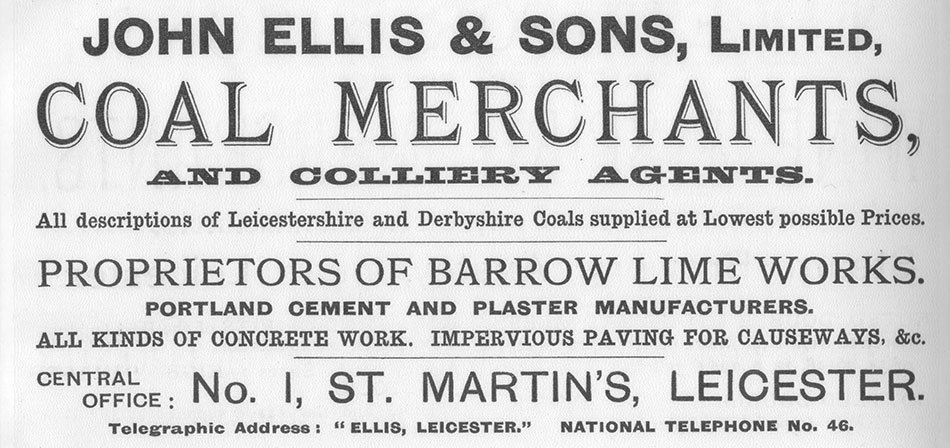 JOHN ELLIS & SONS, LIMITED,
COAL MERCHANTS,
AND COLLIERY AGENTS.
All descriptions of Leicestershire and Derbyshire Coals supplied at Lowest possible Prices.
PROPRIETORS OF BARROW LIME WORKS.
PORTLAND CEMENT AND PLASTER MANUFACTURERS.
ALL KINDS OF CONCRETE WORK. IMPERVIOUS PAVING FOR CAUSEWAYS, &c.
CENTRAL OFFICE: No. 1, ST. MARTIN'S, LEICESTER.
Telegraphic Address: "ELLIS, LEICESTER." NATIONAL TELEPHONE No. 46.